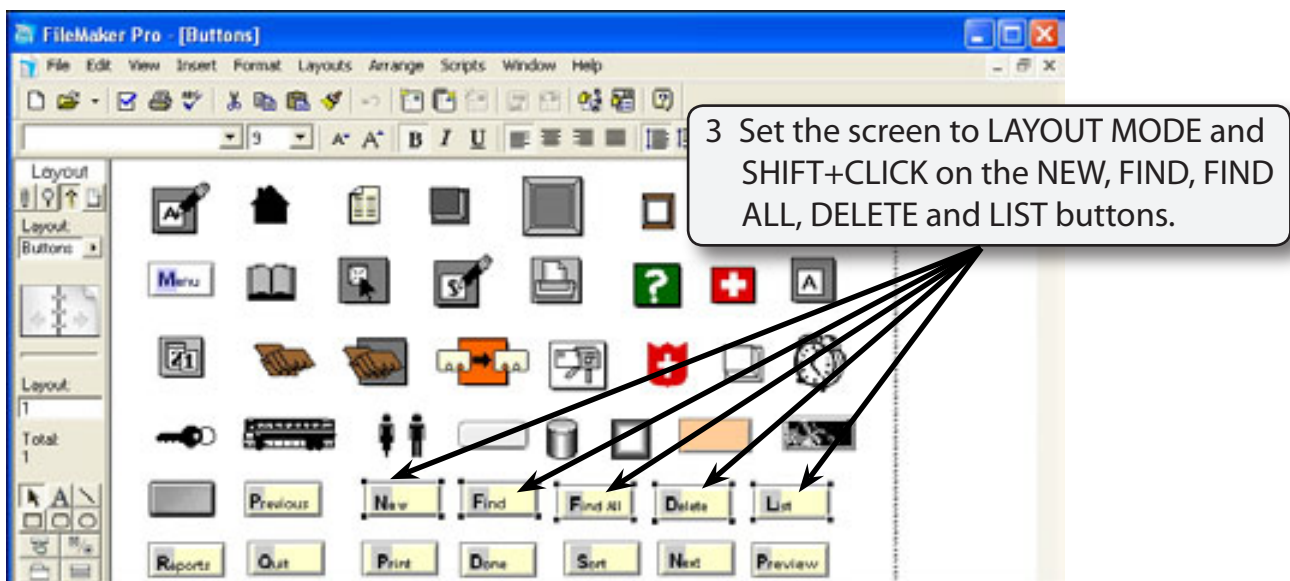 FileMaker Pro - [Buttons]
File Edit View Insert Format Layouts Arrange Scripts Window Help
9 B I U
3 Set the screen to LAYOUT MODE and
SHIFT+CLICK on the NEW, FIND, FIND
ALL, DELETE and LIST buttons.
Layout
Layout:
Buttons
Menu
Layout:
1
Total:
1
Previous New Find Find All Delete List
Reports Quit Print Done Sort Next Preview